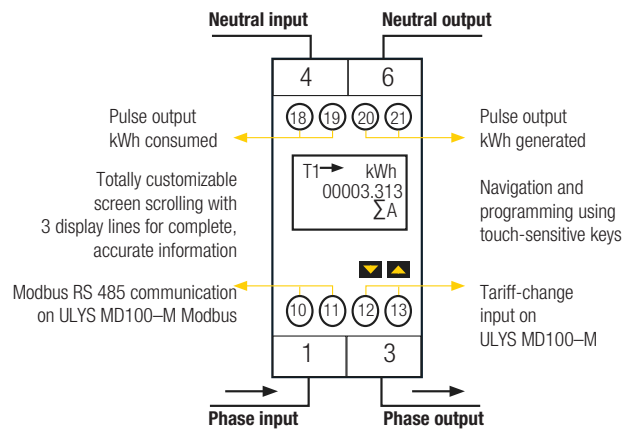 Neutral input
Neutral output
4
6
18
19
20
21
Pulse output
kWh consumed
Pulse output
kWh generated
T1
kWh
00003.313
∑A
Totally customizable
screen scrolling with
3 display lines for complete,
accurate information
Navigation and
programming using
touch-sensitive keys
Modbus RS 485 communication
on ULYS MD100–M Modbus
10
11
12
13
Tariff-change
input on
ULYS MD100–M
1
3
Phase input
Phase output